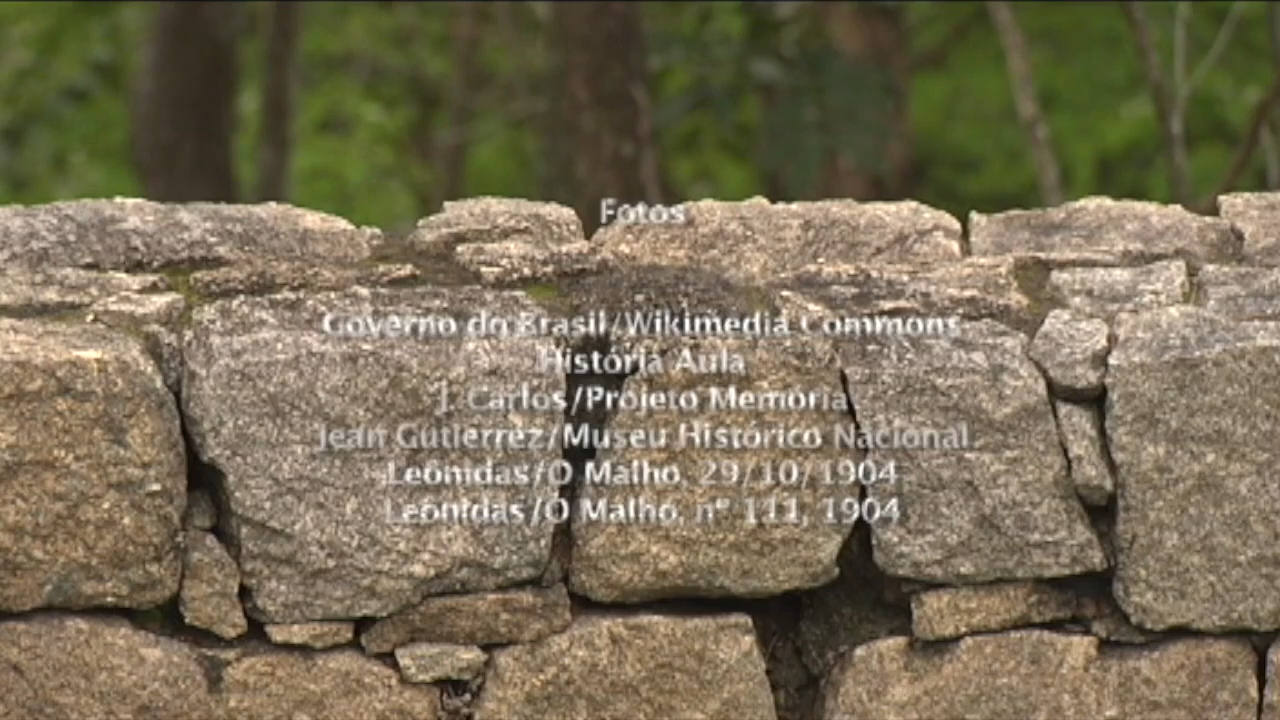 Fotos
Governo do Brasil/Wikimedia Commons
História Aula
J. Carlos/Projeto Memória
Jean Gutierrez/Museu Histórico Nacional
Leônidas/O Malho, 29/10/1904
Leônidas/O Malho, nº 111, 1904